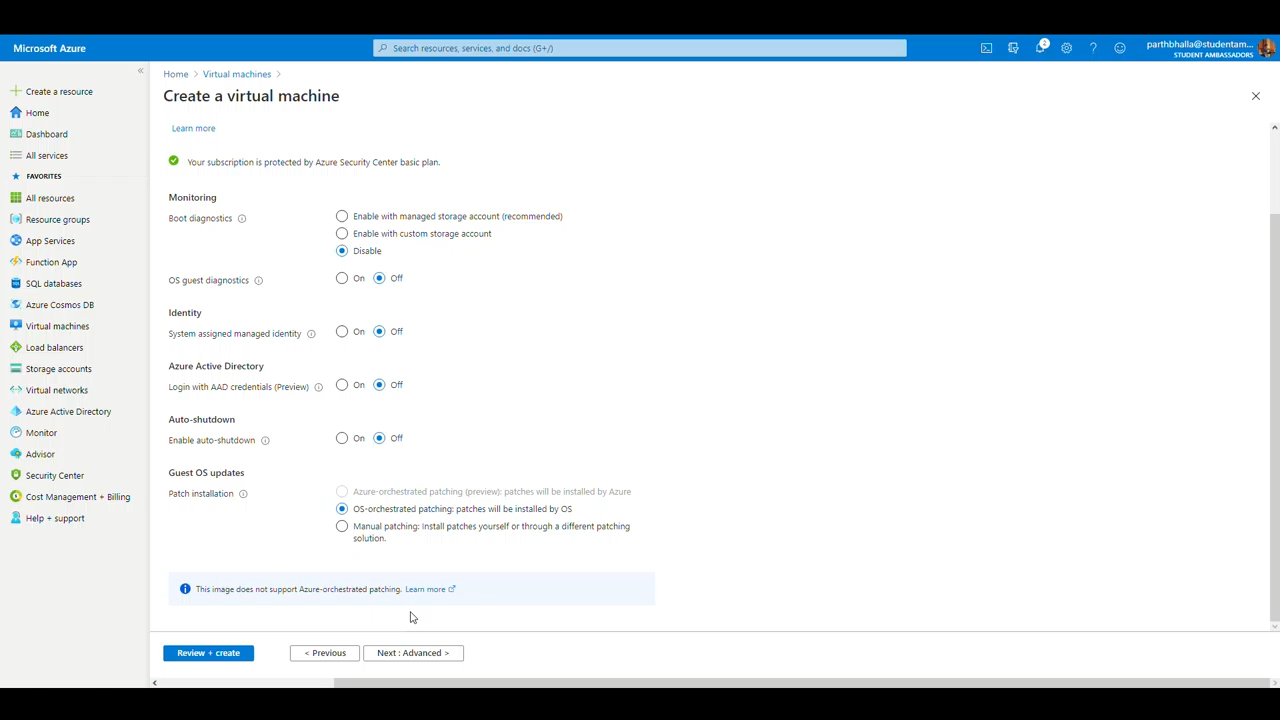 Microsoft Azure
Search resources, services, and docs (G+/)
2
parthbhalla@studentam...
STUDENT AMBASSADORS
Create a resource
Home
Dashboard
All services
FAVORITES
All resources
Resource groups
App Services
Function App
SQL databases
Azure Cosmos DB
Virtual machines
Load balancers
Storage accounts
Virtual networks
Azure Active Directory
Monitor
Advisor
Security Center
Cost Management + Billing
Help + support
Home > Virtual machines >
Create a virtual machine
Learn more
Your subscription is protected by Azure Security Center basic plan.
Monitoring
Boot diagnostics
Enable with managed storage account (recommended)
Enable with custom storage account
Disable
OS guest diagnostics
On Off
Identity
System assigned managed identity
On Off
Azure Active Directory
Login with AAD credentials (Preview)
On Off
Auto-shutdown
Enable auto-shutdown
On Off
Guest OS updates
Patch installation
Azure-orchestrated patching (preview): patches will be installed by Azure
OS-orchestrated patching: patches will be installed by OS
Manual patching: Install patches yourself or through a different patching
solution.
This image does not support Azure-orchestrated patching. Learn more
Review + create
< Previous
Next : Advanced >